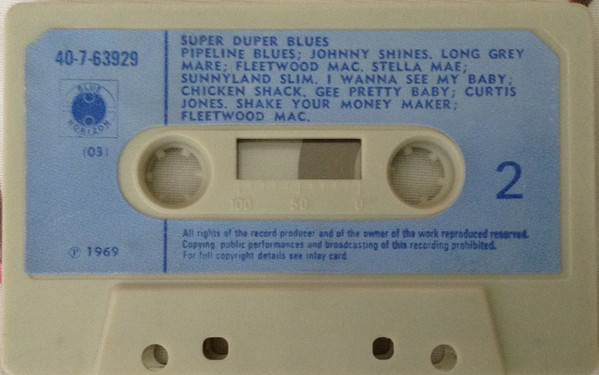 SUPER DUPER BLUES
40-7-63929
PIPELINE BLUES; JOHNNY SHINES. LONG GREY
MARE; FLEETWOOD MAC. STELLA MAE;
SUNNYLAND SLIM. I WANNA SEE MY BABY;
CHICKEN SHACK. GEE PRETTY BABY; CURTIS
JONES. SHAKE YOUR MONEY MAKER;
FLEETWOOD MAC.
BLUE
HORIZON
(03)
2
100 50 0
All rights of the record producer and of the owner of the work reproduced reserved.
Copying, public performances and broadcasting of this recording prohibited.
For full copyright details see inlay card
℗ 1969